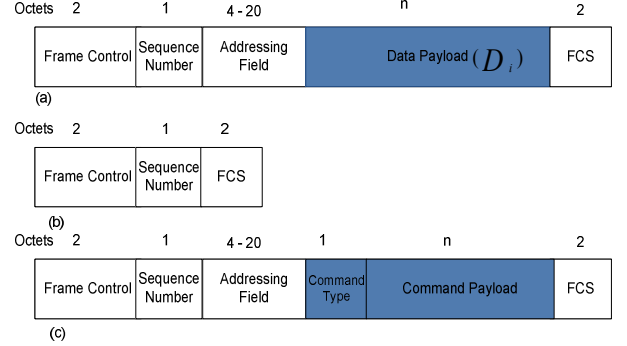 Octets 2 1 4 - 20 n 2
Frame Control Sequence Number Addressing Field Data Payload (D i) FCS
(a)
Octets 2 1 2
Frame Control Sequence Number FCS
(b)
Octets 2 1 4 - 20 1 n 2
Frame Control Sequence Number Addressing Field Command Type Command Payload FCS
(c)